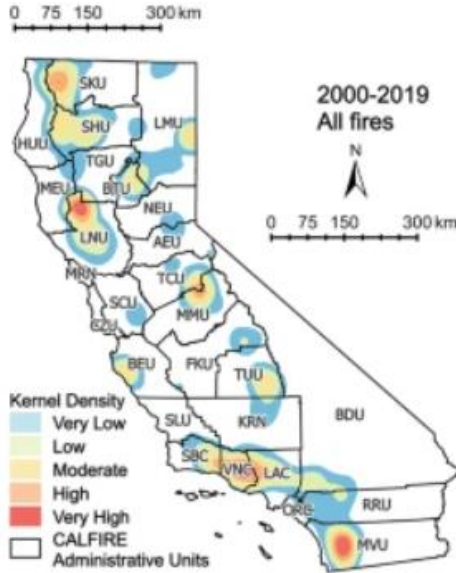 0 75 150 300 km
2000-2019
All fires
N
0 75 150 300 km
SKU
SHU
LMU
HUU
TGU
MEU
BTU
NEU
LNU
AEU
MRN
TCU
SCU
MMU
CZU
BEU
FKU
TUU
SLU
KRN
BDU
SBC
VNC
LAC
ORC
RRU
MVU
Kernel Density
Very Low
Low
Moderate
High
Very High
CALFIRE
Administrative Units